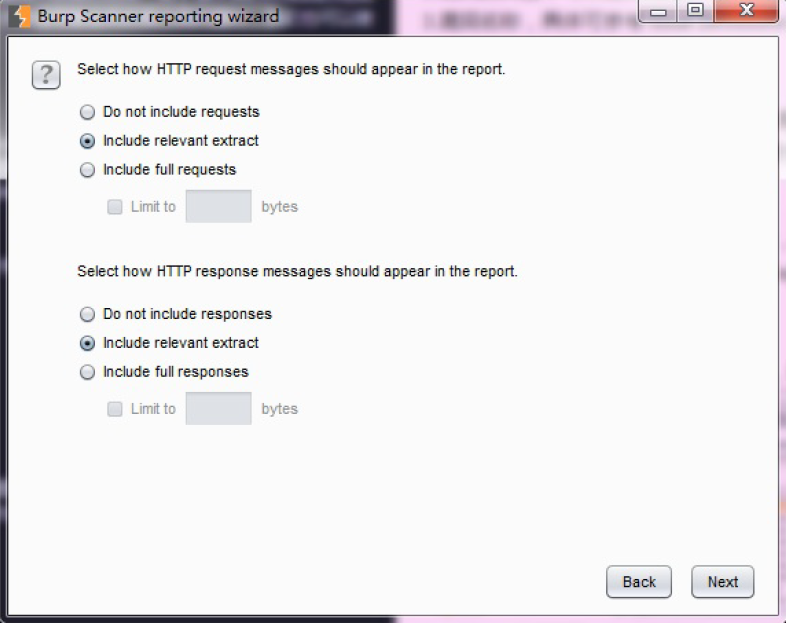 Burp Scanner reporting wizard
Select how HTTP request messages should appear in the report.
Do not include requests
Include relevant extract
Include full requests
Limit to bytes
Select how HTTP response messages should appear in the report.
Do not include responses
Include relevant extract
Include full responses
Limit to bytes
Back Next